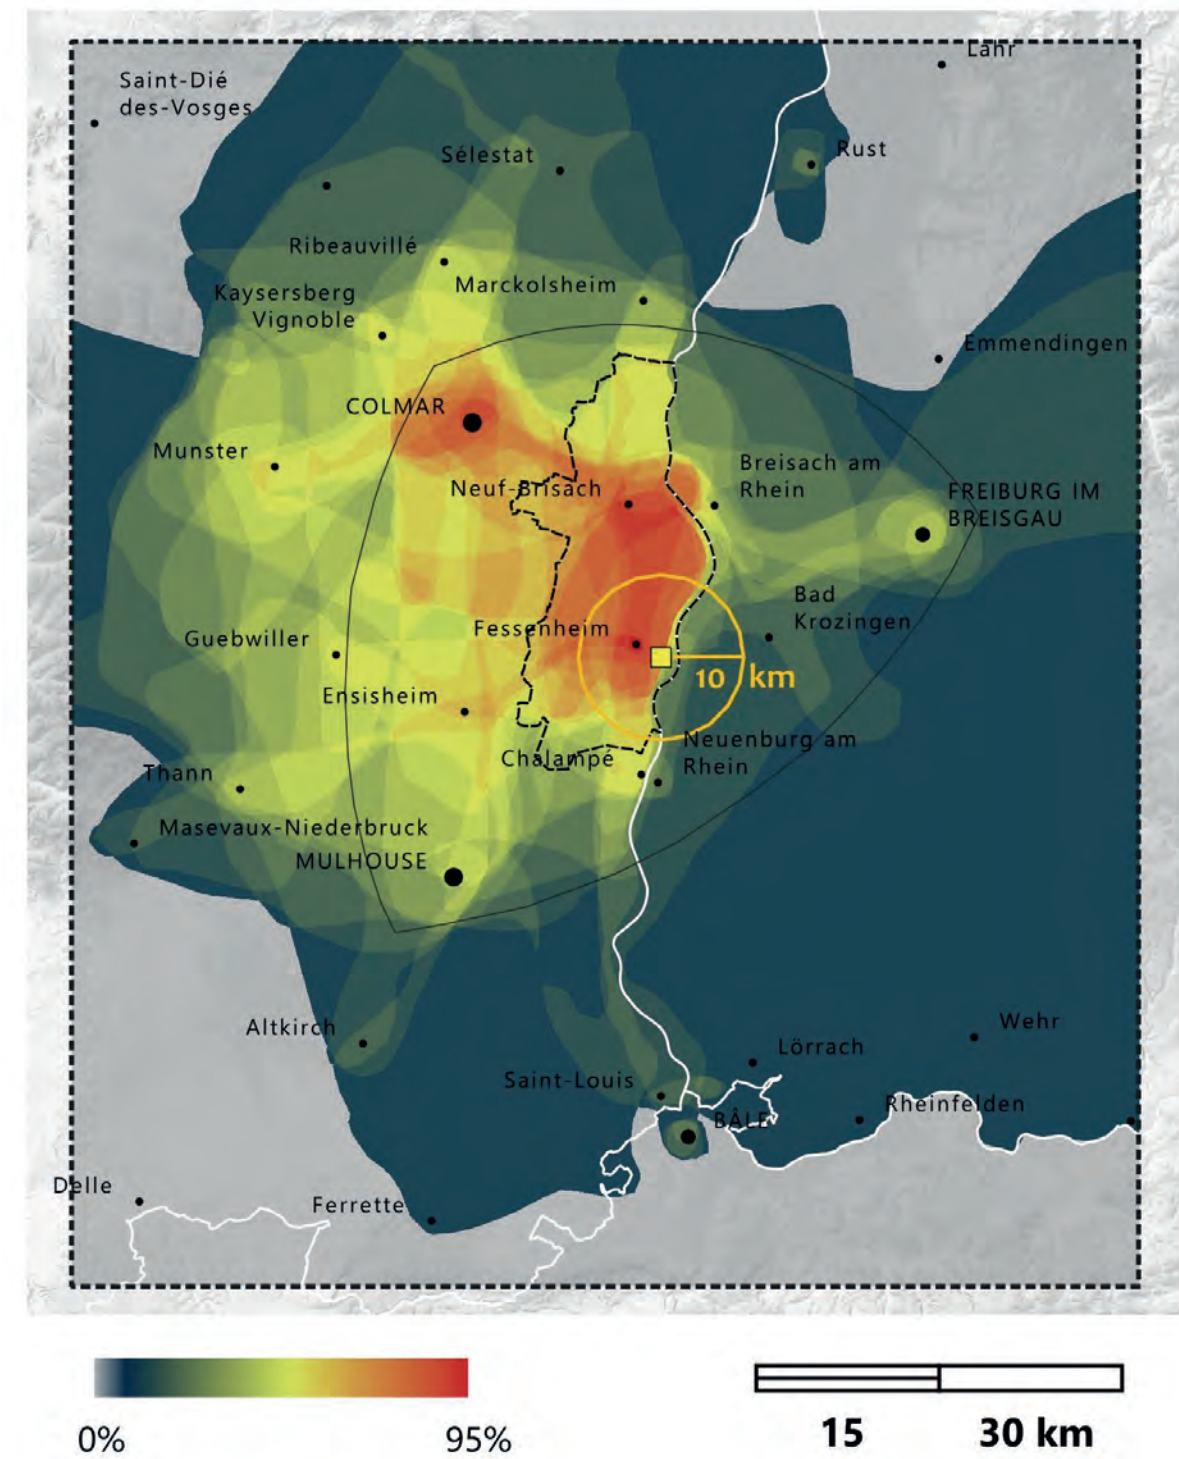 Lahr
Saint-Dié
des-Vosges
Sélestat
Rust
Ribeauvillé
Marckolsheim
Kaysersberg
Vignoble
Emmendingen
COLMAR
Munster
Breisach am
Rhein
Neuf-Brisach
FREIBURG IM
BREISGAU
Bad
Krozingen
Fessenheim
Guebwiller
10 km
Ensisheim
Neuenburg am
Rhein
Chalampé
Thann
Masevaux-Niederbruck
MULHOUSE
Altkirch
Wehr
Lörrach
Saint-Louis
Rheinfelden
BÂLE
Delle
Ferrette
0%
95%
15
30 km